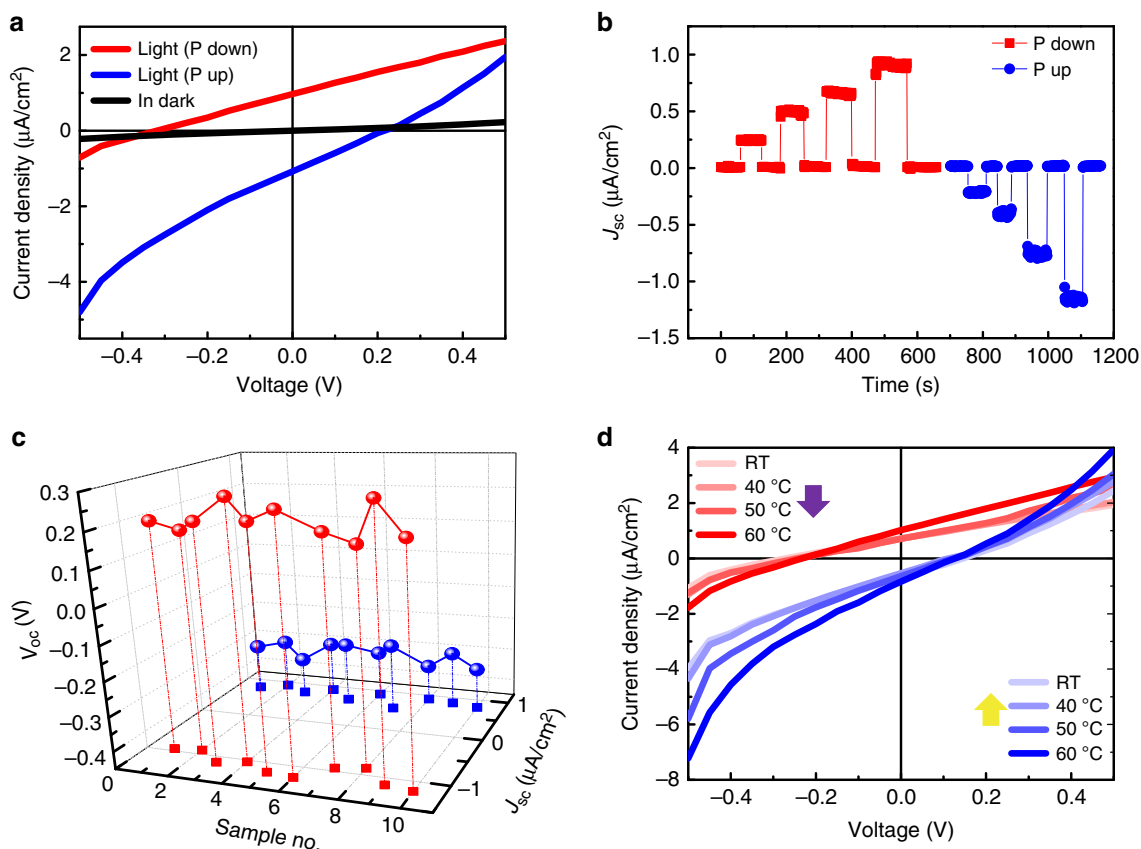 a
2
0
−2
−4
Current density (μA/cm²)
Light (P down)
Light (P up)
In dark
−0.4
−0.2
0.0
0.2
0.4
Voltage (V)
b
1.0
0.5
0.0
−0.5
−1.0
−1.5
Jsc (μA/cm²)
P down
P up
0
200
400
600
800
1000
1200
Time (s)
c
0.3
0.2
0.1
0.0
−0.1
−0.2
−0.3
−0.4
Voc (V)
0
2
4
6
8
10
Sample no.
1
0
−1
Jsc (μA/cm²)
d
4
2
0
−2
−4
−6
−8
Current density (μA/cm²)
RT
40 °C
50 °C
60 °C
RT
40 °C
50 °C
60 °C
−0.4
−0.2
0.0
0.2
0.4
Voltage (V)